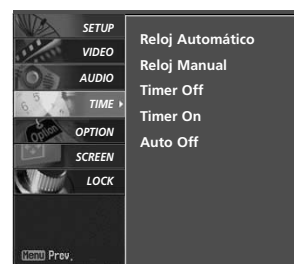 SETUP
VIDEO
AUDIO
TIME
OPTION
SCREEN
LOCK
Reloj Automático
Reloj Manual
Timer Off
Timer On
Auto Off
Menu Prev.